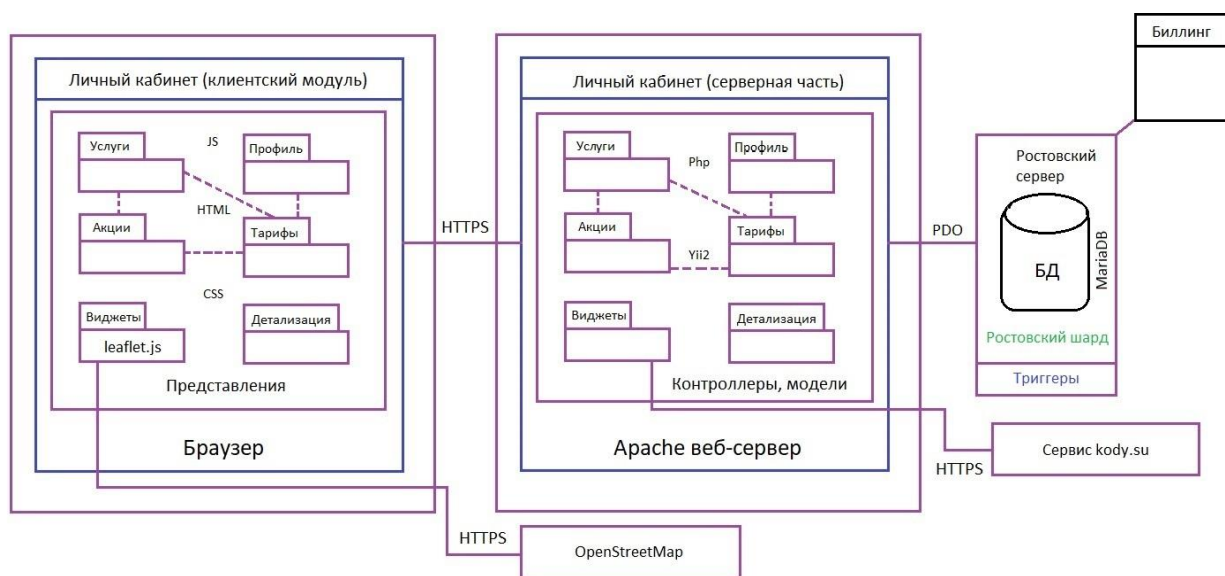 Биллинг
Личный кабинет (клиентский модуль)
Услуги
JS
Профиль
HTML
Акции
Тарифы
CSS
Виджеты
leaflet.js
Детализация
Представления
Браузер
HTTPS
Личный кабинет (серверная часть)
Услуги
Php
Профиль
Акции
Тарифы
Yii2
Виджеты
Детализация
Контроллеры, модели
Apache веб-сервер
PDO
Ростовский
сервер
БД
MariaDB
Ростовский шард
Триггеры
HTTPS
Сервис kody.su
HTTPS
OpenStreetMap